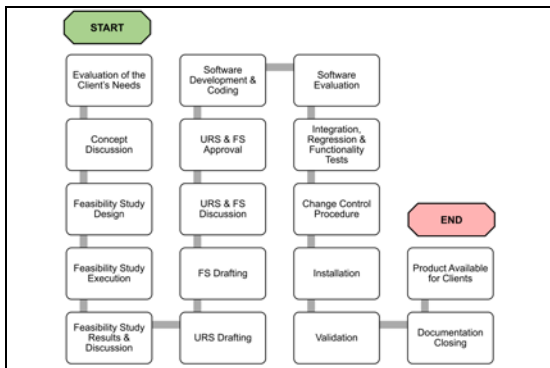 START
Evaluation of the
Client's Needs
Concept
Discussion
Feasibility Study
Design
Feasibility Study
Execution
Feasibility Study
Results &
Discussion
URS Drafting
FS Drafting
URS & FS
Discussion
URS & FS
Approval
Software
Development &
Coding
Software
Evaluation
Integration,
Regression &
Functionality
Tests
Change Control
Procedure
Installation
Validation
Documentation
Closing
Product Available
for Clients
END